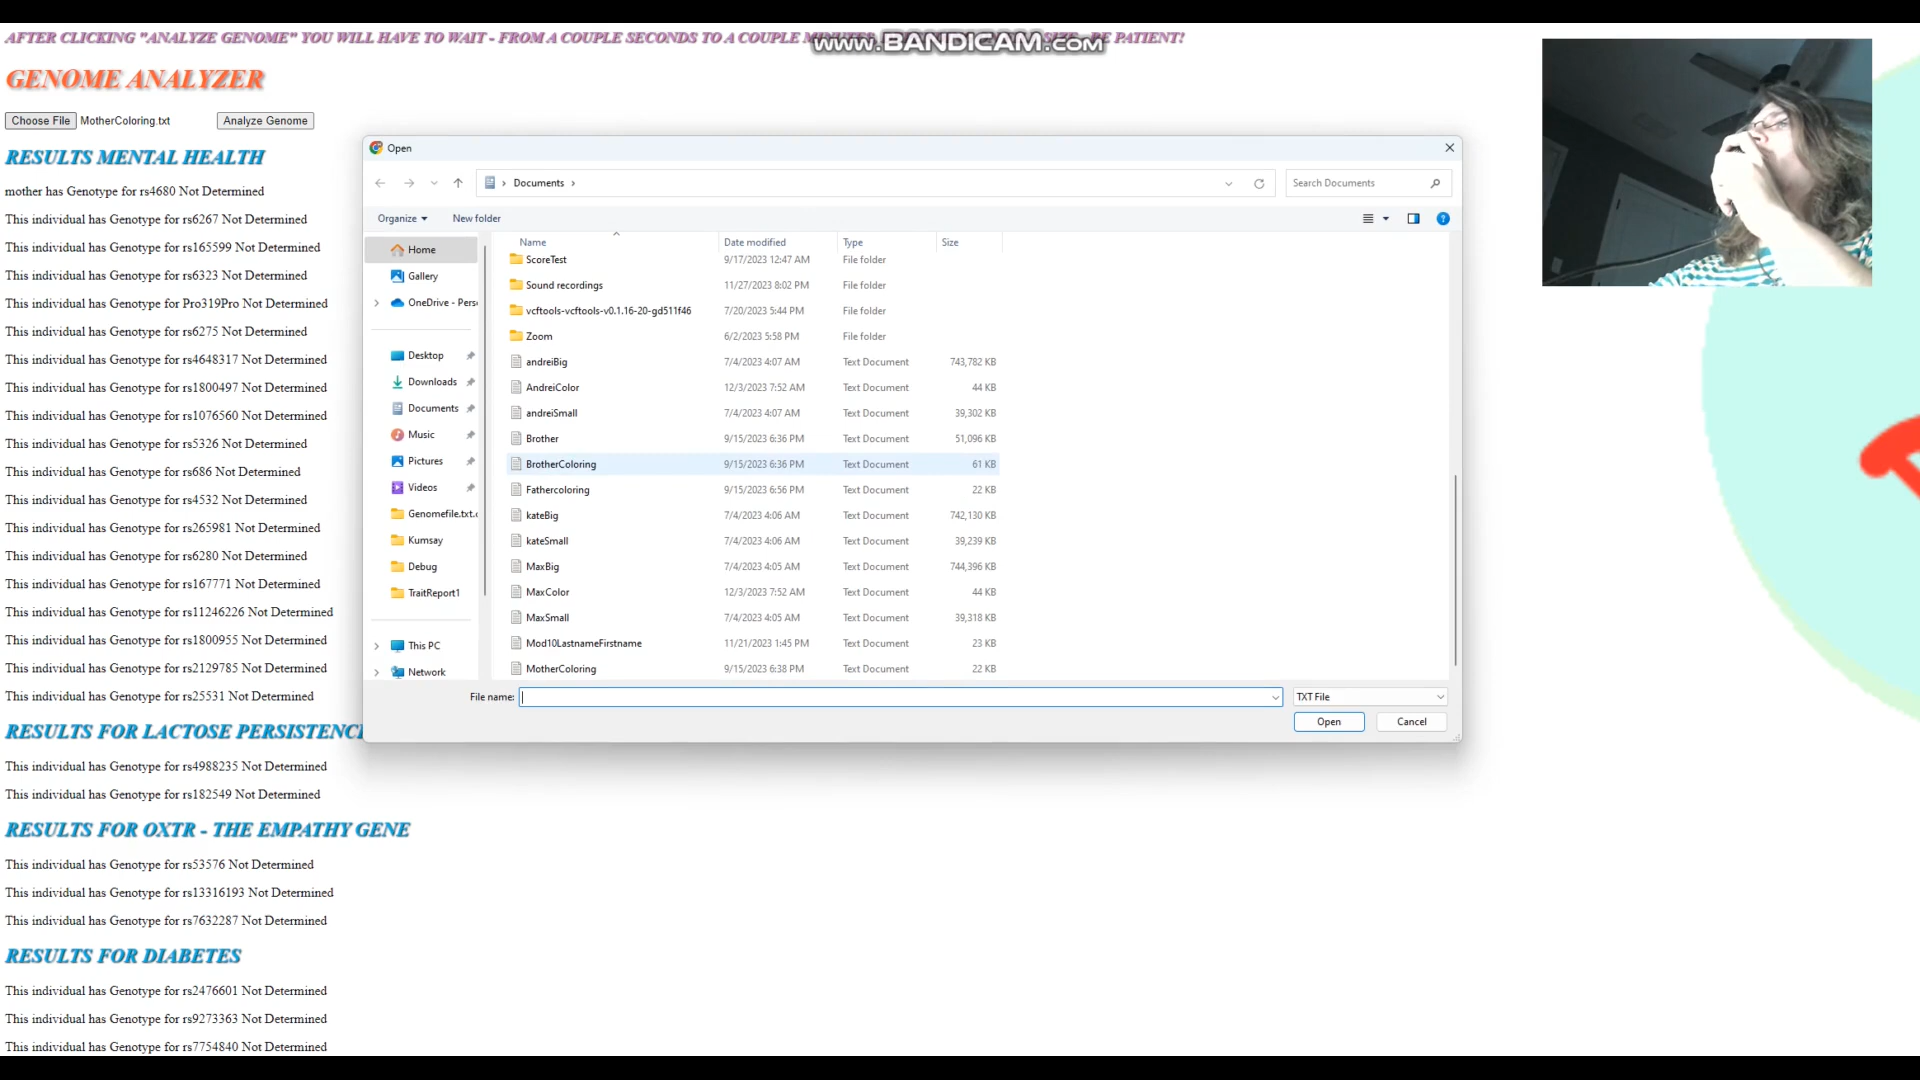 AFTER CLICKING "ANALYZE GENOME" YOU WILL HAVE TO WAIT - FROM A COUPLE SECONDS TO A COUPLE PATIENT!
www.BANDICAM.com
GENOME ANALYZER
Choose File MotherColoring.txt Analyze Genome
RESULTS MENTAL HEALTH
mother has Genotype for rs4680 Not Determined
This individual has Genotype for rs6267 Not Determined
This individual has Genotype for rs165599 Not Determined
This individual has Genotype for rs6323 Not Determined
This individual has Genotype for Pro319Pro Not Determined
This individual has Genotype for rs6275 Not Determined
This individual has Genotype for rs4648317 Not Determined
This individual has Genotype for rs1800497 Not Determined
This individual has Genotype for rs1076560 Not Determined
This individual has Genotype for rs5326 Not Determined
This individual has Genotype for rs686 Not Determined
This individual has Genotype for rs4532 Not Determined
This individual has Genotype for rs265981 Not Determined
This individual has Genotype for rs6280 Not Determined
This individual has Genotype for rs167771 Not Determined
This individual has Genotype for rs11246226 Not Determined
This individual has Genotype for rs1800955 Not Determined
This individual has Genotype for rs2129785 Not Determined
This individual has Genotype for rs25531 Not Determined
RESULTS FOR LACTOSE PERSISTENCE
This individual has Genotype for rs4988235 Not Determined
This individual has Genotype for rs182549 Not Determined
RESULTS FOR OXTR - THE EMPATHY GENE
This individual has Genotype for rs53576 Not Determined
This individual has Genotype for rs13316193 Not Determined
This individual has Genotype for rs7632287 Not Determined
RESULTS FOR DIABETES
This individual has Genotype for rs2476601 Not Determined
This individual has Genotype for rs9273363 Not Determined
This individual has Genotype for rs7754840 Not Determined
Open
Documents
Search Documents
Organize New folder
Home
Gallery
OneDrive - Pers
Desktop
Downloads
Documents
Music
Pictures
Videos
Genomefile.txt.c
Kumsay
Debug
TraitReport1
This PC
Network
Name Date modified Type Size
ScoreTest 9/17/2023 12:47 AM File folder
Sound recordings 11/27/2023 8:02 PM File folder
vcftools-vcftools-v0.1.16-20-gd511f46 7/20/2023 5:44 PM File folder
Zoom 6/2/2023 5:58 PM File folder
andreiBig 7/4/2023 4:07 AM Text Document 743,782 KB
AndreiColor 12/3/2023 7:52 AM Text Document 44 KB
andreiSmall 7/4/2023 4:07 AM Text Document 39,302 KB
Brother 9/15/2023 6:36 PM Text Document 51,096 KB
BrotherColoring 9/15/2023 6:36 PM Text Document 61 KB
Fathercoloring 9/15/2023 6:56 PM Text Document 22 KB
kateBig 7/4/2023 4:06 AM Text Document 742,130 KB
kateSmall 7/4/2023 4:06 AM Text Document 39,239 KB
MaxBig 7/4/2023 4:05 AM Text Document 744,396 KB
MaxColor 12/3/2023 7:52 AM Text Document 44 KB
MaxSmall 7/4/2023 4:05 AM Text Document 39,318 KB
Mod10LastnameFirstname 11/21/2023 1:45 PM Text Document 23 KB
MotherColoring 9/15/2023 6:38 PM Text Document 22 KB
File name: TXT File
Open Cancel